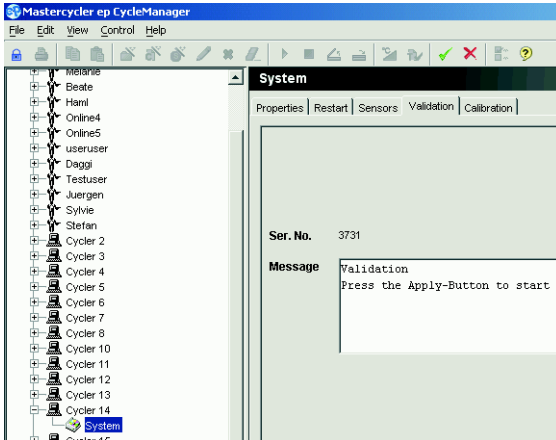 Mastercycler ep CycleManager
File Edit View Control Help
Melanie
Beate
Haml
Online4
Online5
useruser
Daggi
Testuser
Juergen
Sylvie
Stefan
Cycler 2
Cycler 3
Cycler 4
Cycler 5
Cycler 6
Cycler 7
Cycler 8
Cycler 10
Cycler 11
Cycler 12
Cycler 13
Cycler 14
System
Cycler 15
System
Properties Restart Sensors Validation Calibration
Ser. No. 3731
Message
Validation
Press the Apply-Button to start